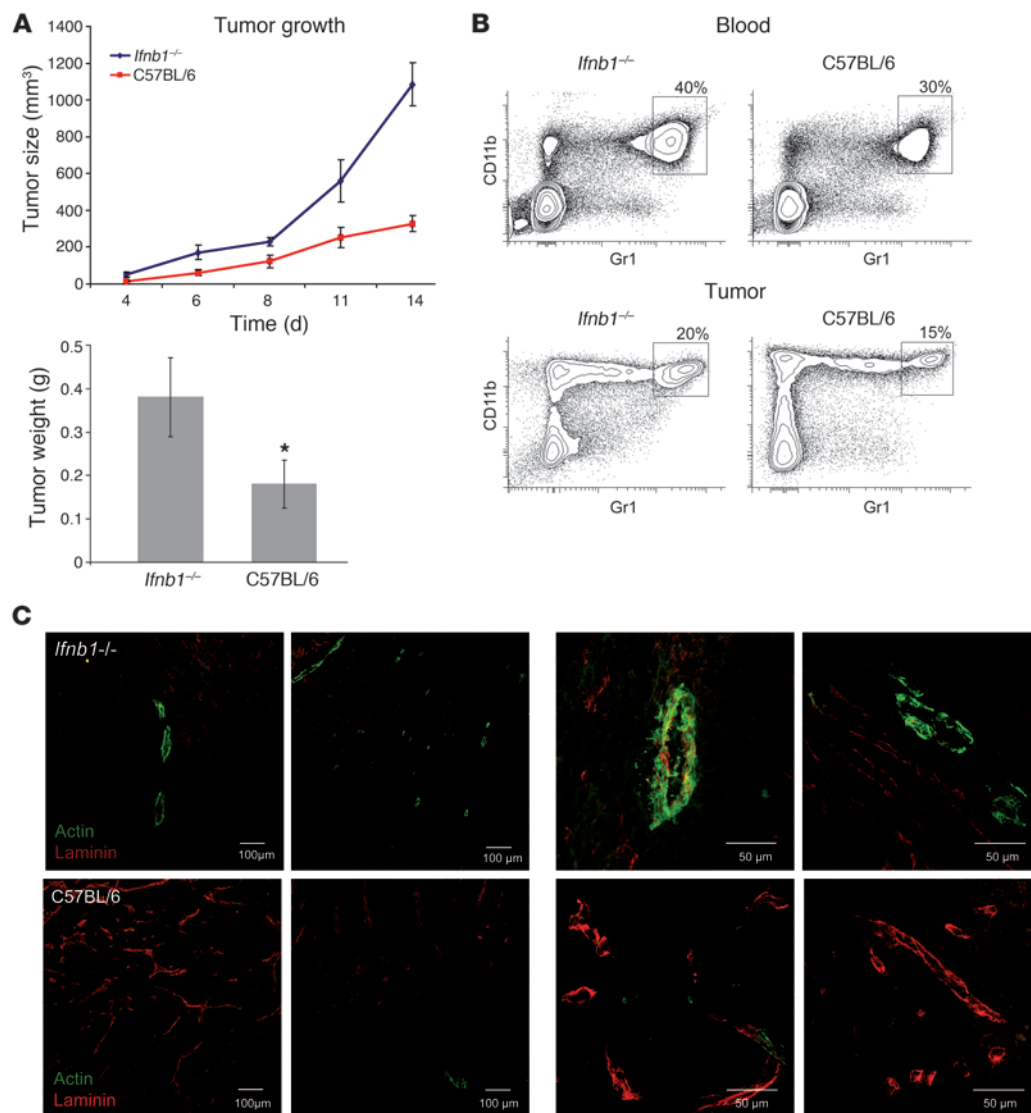 A
Tumor growth
Tumor size (mm³)
1400
1200
1000
800
600
400
200
0
Ifnb1–/–
C57BL/6
4 6 8 11 14
Time (d)
Tumor weight (g)
0.5
0.4
0.3
0.2
0.1
0
*
Ifnb1–/– C57BL/6
B
Blood
Ifnb1–/– C57BL/6
40% 30%
CD11b
Gr1 Gr1
Tumor
Ifnb1–/– C57BL/6
20% 15%
CD11b
Gr1 Gr1
C
Ifnb1-/-
Actin
Laminin
100µm 100 µm 50 µm 50 µm
C57BL/6
Actin
Laminin
100µm 100 µm 50 µm 50 µm